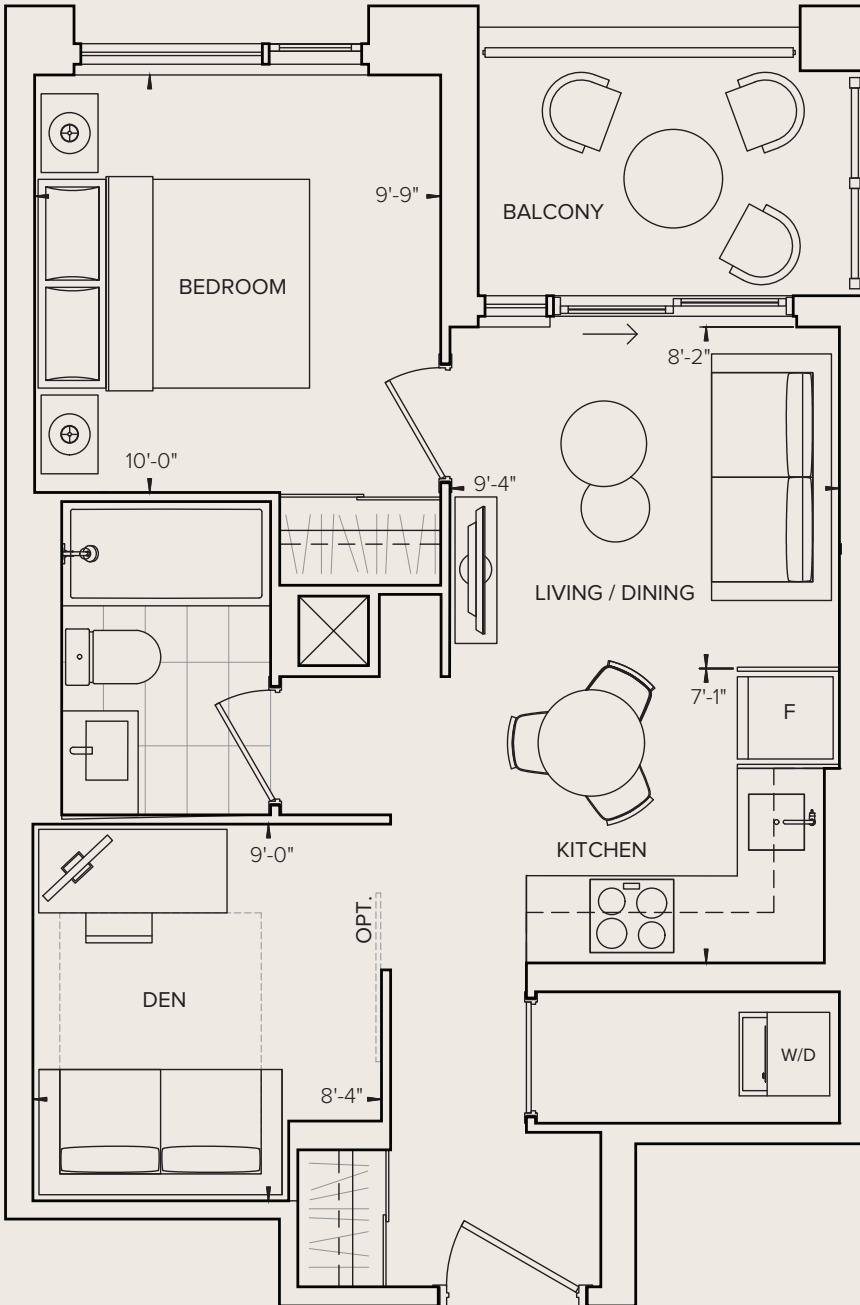 9'-9"
BALCONY
BEDROOM
8'-2"
10'-0"
9'-4"
LIVING / DINING
7'-1"
F
KITCHEN
9'-0"
OPT.
DEN
W/D
8'-4"